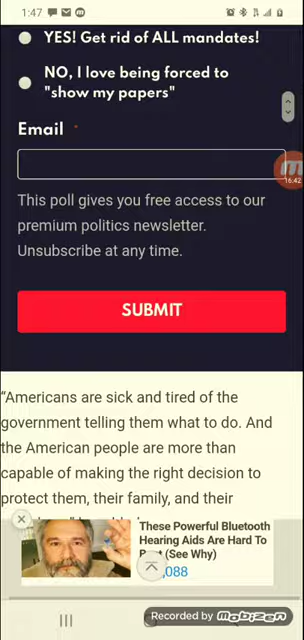 1:47
YES! Get rid of ALL mandates!
NO, I love being forced to
"show my papers"
Email *
16:42
This poll gives you free access to our
premium politics newsletter.
Unsubscribe at any time.
SUBMIT
“Americans are sick and tired of the
government telling them what to do. And
the American people are more than
capable of making the right decision to
protect them, their family, and their
These Powerful Bluetooth
Hearing Aids Are Hard To
(See Why)
,088
Recorded by Mobizen